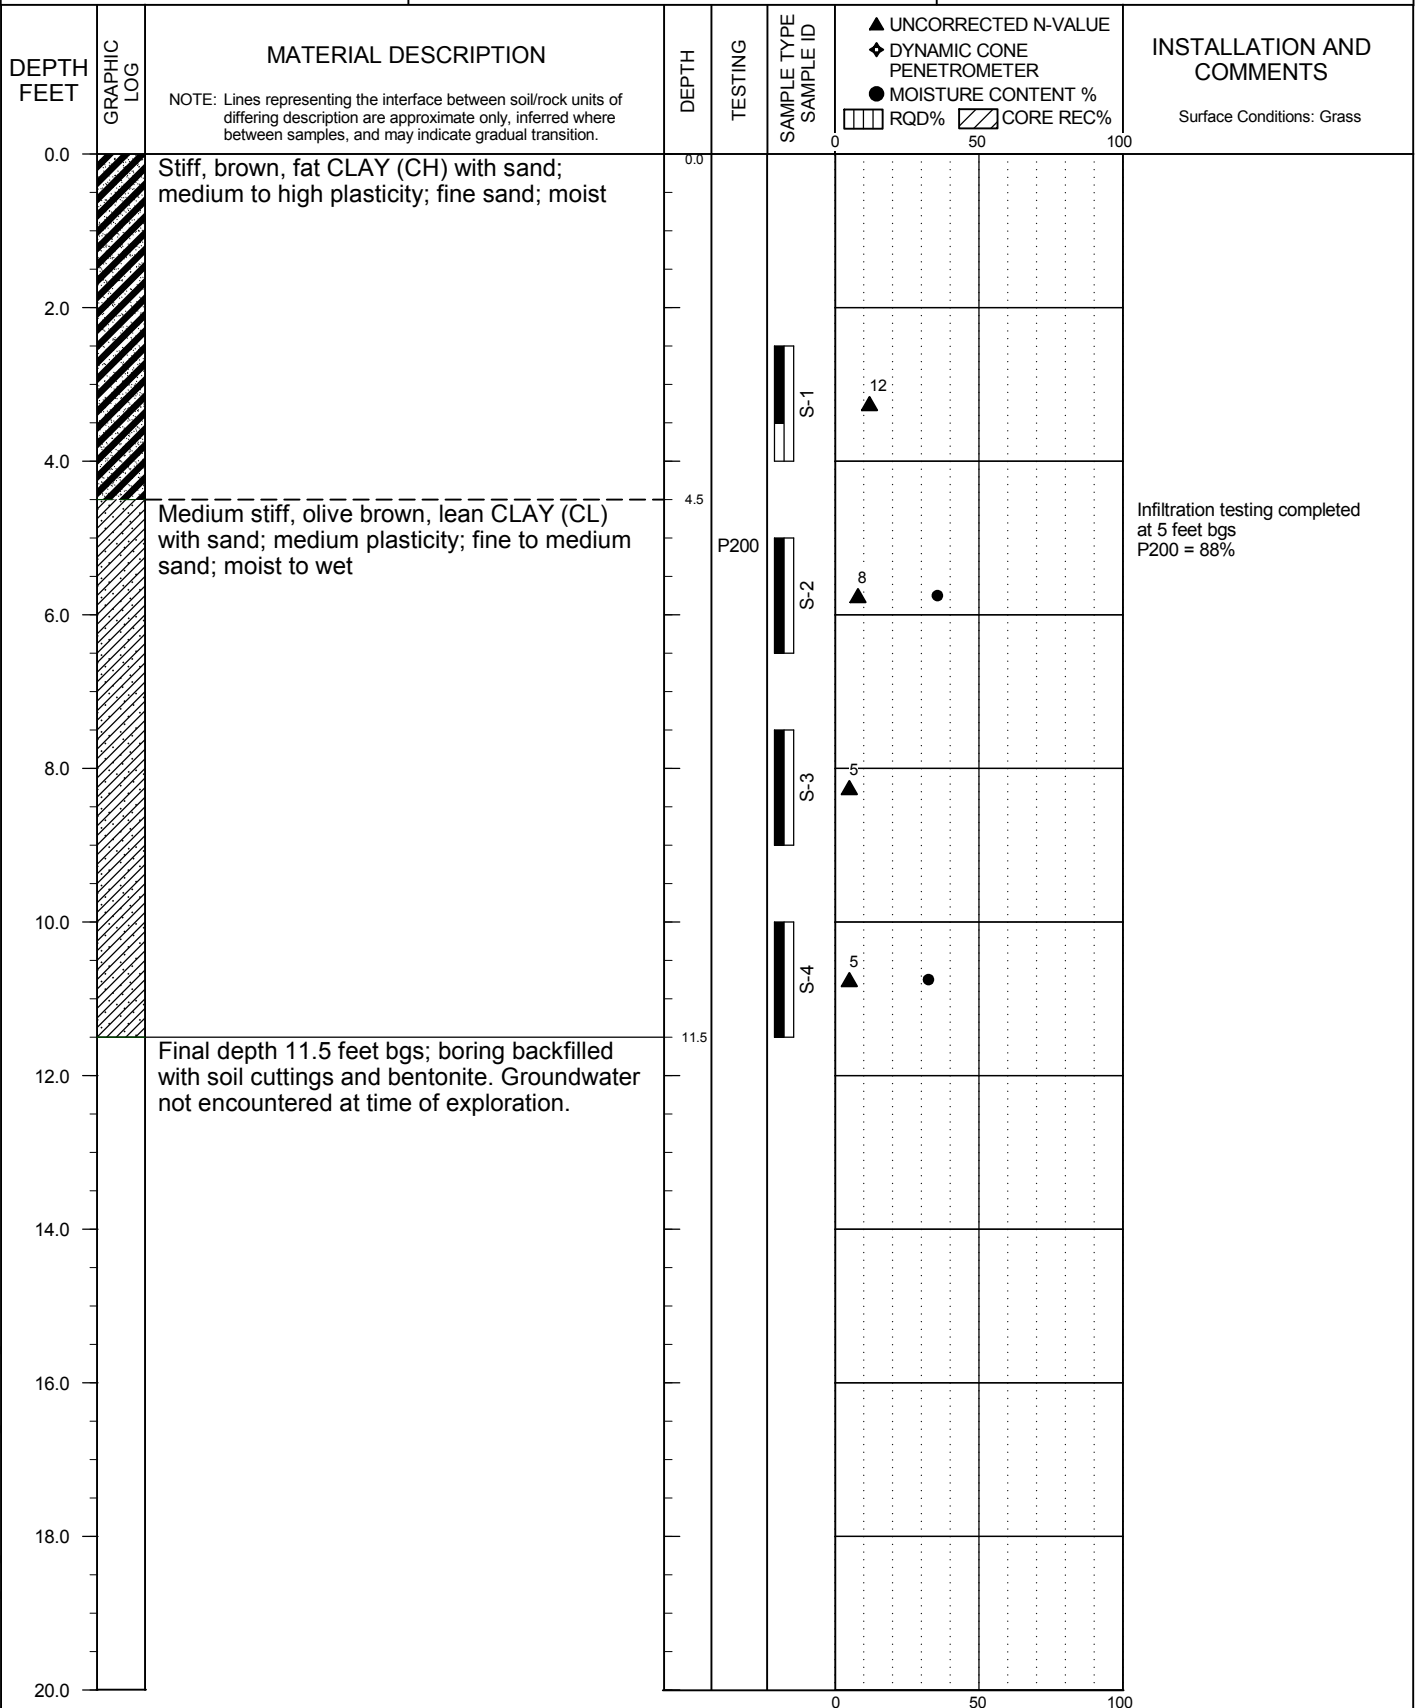 DEPTH
FEET
GRAPHIC
LOG
MATERIAL DESCRIPTION
NOTE: Lines representing the interface between soil/rock units of
differing description are approximate only, inferred where
between samples, and may indicate gradual transition.
DEPTH
TESTING
SAMPLE TYPE
SAMPLE ID
UNCORRECTED N-VALUE
DYNAMIC CONE
PENETROMETER
MOISTURE CONTENT %
RQD% CORE REC%
0 50 100
INSTALLATION AND
COMMENTS
Surface Conditions: Grass
0.0
Stiff, brown, fat CLAY (CH) with sand;
medium to high plasticity; fine sand; moist
0.0
2.0
S-1
12
4.0
4.5
Medium stiff, olive brown, lean CLAY (CL)
with sand; medium plasticity; fine to medium
sand; moist to wet
P200
S-2
8
Infiltration testing completed
at 5 feet bgs
P200 = 88%
6.0
8.0
S-3
5
10.0
S-4
5
11.5
Final depth 11.5 feet bgs; boring backfilled
with soil cuttings and bentonite. Groundwater
not encountered at time of exploration.
12.0
14.0
16.0
18.0
20.0
0 50 100